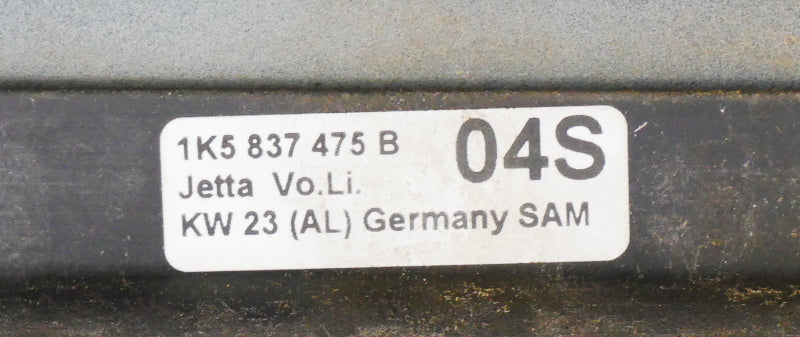 1K5 837 475 B 04S
Jetta Vo.Li.
KW 23 (AL) Germany SAM